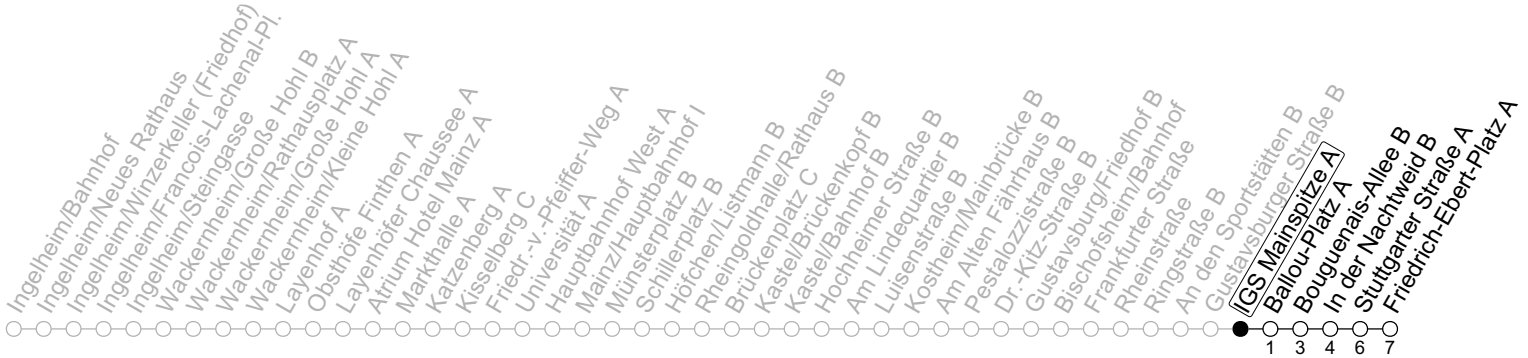 Ingelheim/Bahnhof
Ingelheim/Neues Rathaus
Ingelheim/Winzerkeller (Friedhof)
Ingelheim/Francois-Lachenal-Pl.
Ingelheim/Steingasse
Wackernheim/Große Hohl B
Wackernheim/Rathausplatz A
Wackernheim/Große Hohl A
Wackernheim/Kleine Hohl A
Layenhof A
Obsthöfe Finthen A
Layenhöfer Chaussee A
Atrium Hotel Mainz A
Markthalle A
Katzenberg A
Kisselberg C
Friedr.-v.-Pfeiffer-Weg A
Universität A
Hauptbahnhof West A
Mainz/Hauptbahnhof I
Münsterplatz B
Schillerplatz B
Höfchen/Listmann B
Rheingoldhalle/Rathaus B
Brückenplatz C
Kastel/Brückenkopf B
Kastel/Bahnhof B
Hochheimer Straße B
Am Lindequartier B
Luisenstraße B
Kostheim/Mainbrücke B
Am Alten Fährhaus B
Pestalozzistraße B
Dr.-Kitz-Straße B
Gustavsburg/Friedhof B
Bischofsheim/Bahnhof
Frankfurter Straße
Rheinstraße
Ringstraße B
An den Sportstätten B
Gustavsburger Straße B
IGS Mainspitze A
Ballou-Platz A
Bouguenais-Allee B
In der Nachtweid B
Stuttgarter Straße A
Friedrich-Ebert-Platz A
1 3 4 6 7